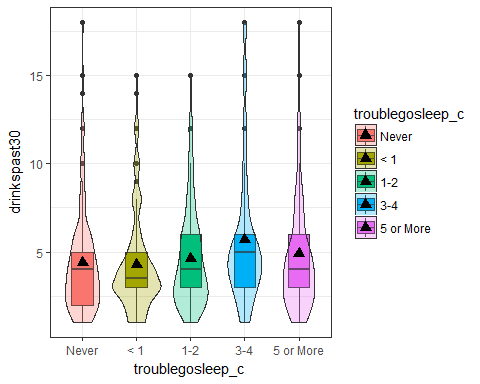 drinkspast30
15
10
5
Never
< 1
1-2
3-4
5 or More
troublegosleep_c
troublegosleep_c
Never
< 1
1-2
3-4
5 or More